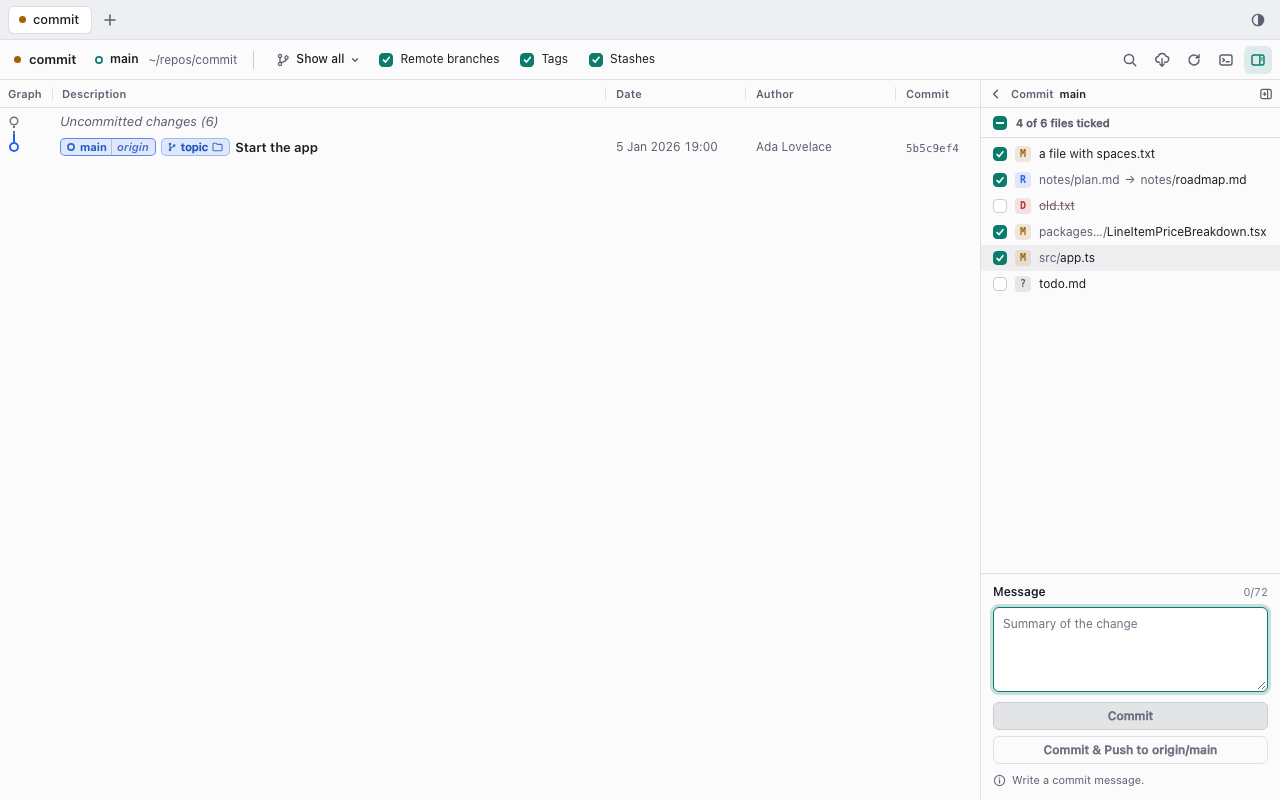 commit
commit main ~/repos/commit Show all Remote branches Tags Stashes
Graph Description Date Author Commit
Uncommitted changes (6)
main origin topic Start the app 5 Jan 2026 19:00 Ada Lovelace 5b5c9ef4
Commit main
4 of 6 files ticked
M a file with spaces.txt
R notes/plan.md → notes/roadmap.md
D old.txt
M packages…/LineItemPriceBreakdown.tsx
M src/app.ts
? todo.md
Message 0/72
Summary of the change
Commit
Commit & Push to origin/main
Write a commit message.